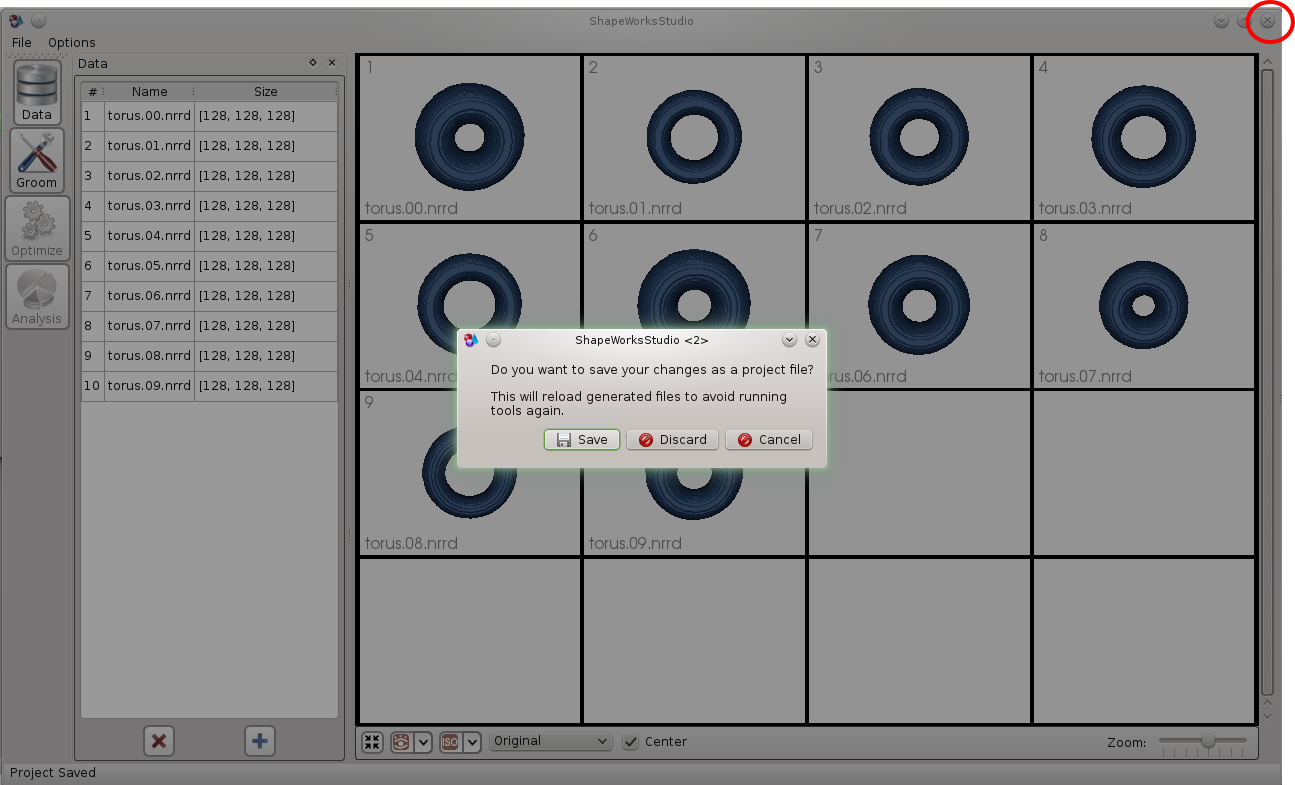 ShapeWorksStudio
File Options
Data
# Name Size
1 torus.00.nrrd [128, 128, 128]
2 torus.01.nrrd [128, 128, 128]
3 torus.02.nrrd [128, 128, 128]
4 torus.03.nrrd [128, 128, 128]
5 torus.04.nrrd [128, 128, 128]
6 torus.05.nrrd [128, 128, 128]
7 torus.06.nrrd [128, 128, 128]
8 torus.07.nrrd [128, 128, 128]
9 torus.08.nrrd [128, 128, 128]
10 torus.09.nrrd [128, 128, 128]
Data
Groom
Optimize
Analysis
1
torus.00.nrrd
2
torus.01.nrrd
3
torus.02.nrrd
4
torus.03.nrrd
5
torus.04.nrrd
6
7
rus.06.nrrd
8
torus.07.nrrd
9
torus.08.nrrd
torus.09.nrrd
ShapeWorksStudio <2>
Do you want to save your changes as a project file?
This will reload generated files to avoid running
tools again.
Save Discard Cancel
ISO Original Center Zoom:
Project Saved